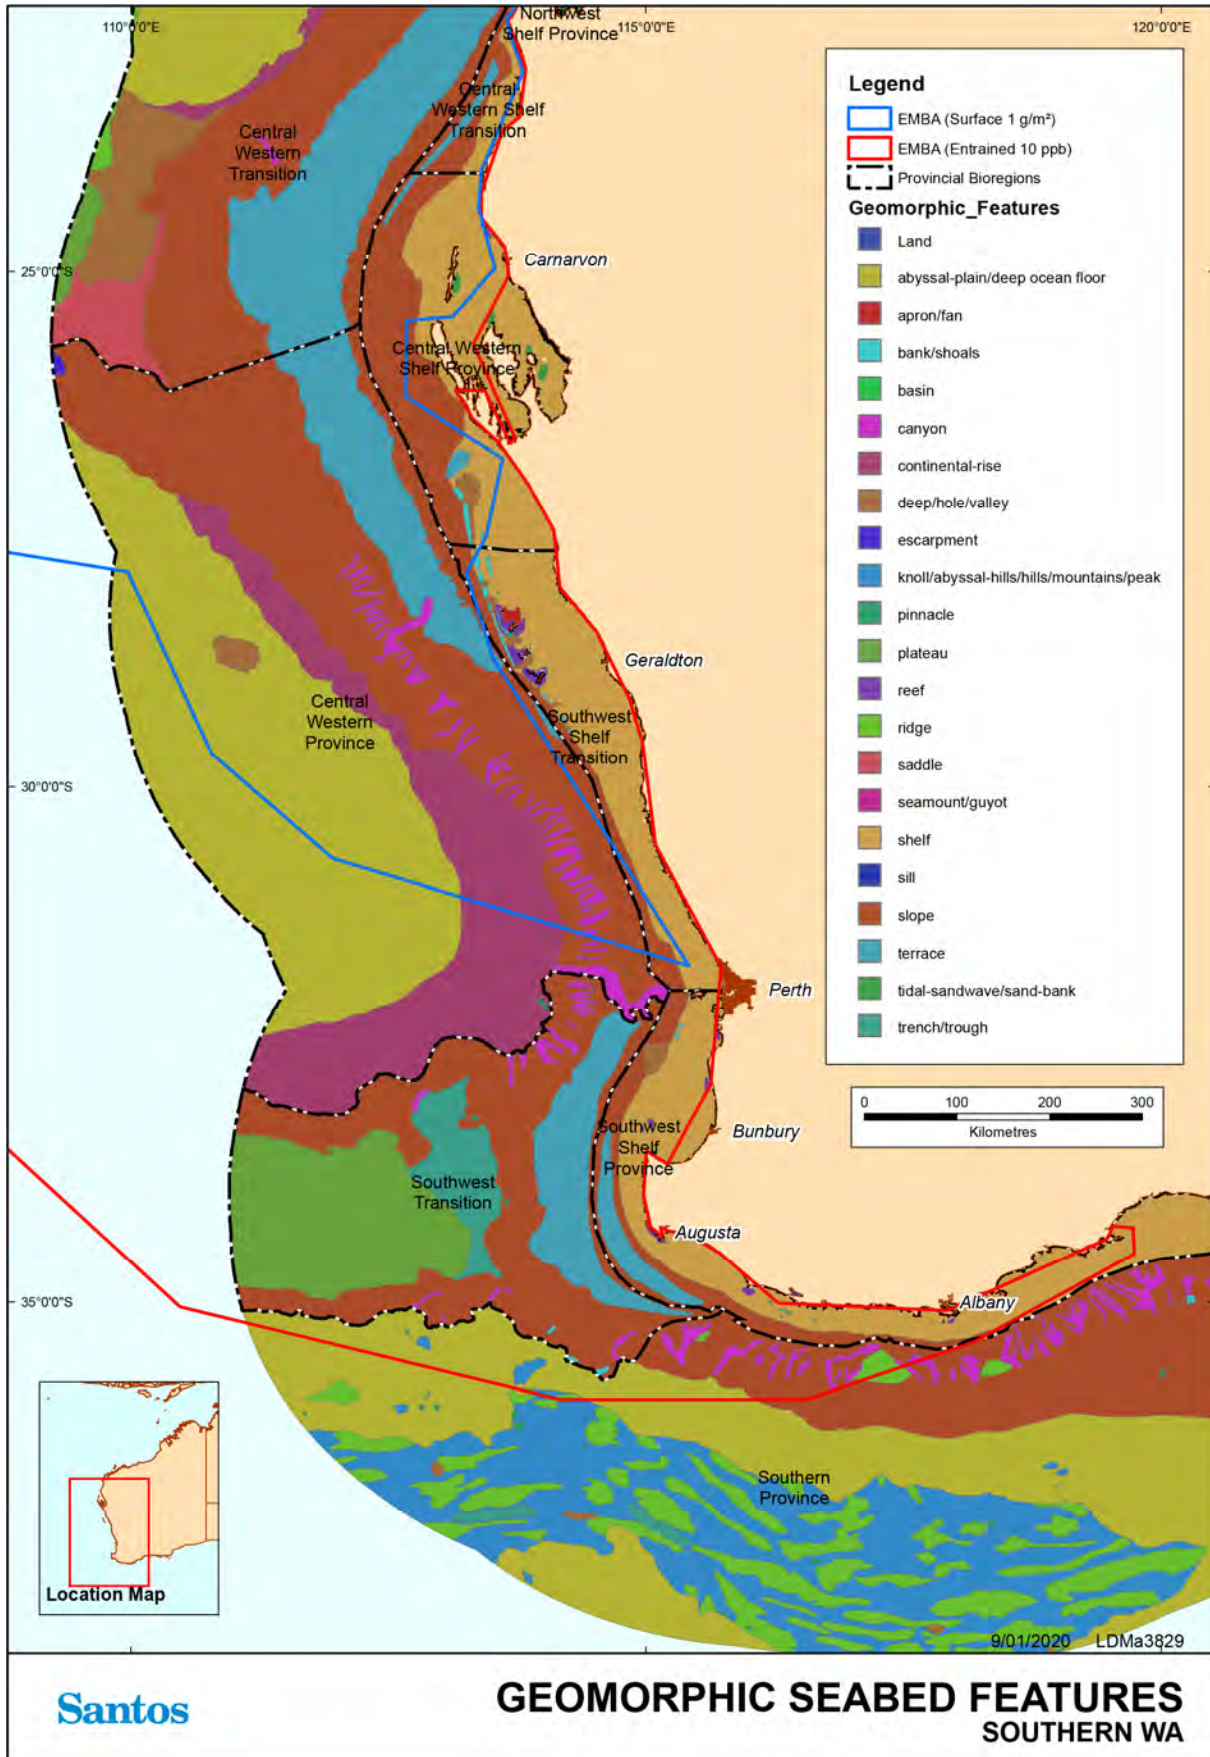 110°0'0"E
115°0'0"E
120°0'0"E
Northwest
Shelf Province
Central
Western Shelf
Transition
Central
Western
Transition
25°0'0"S
Carnarvon
Central Western
Shelf Province
Geraldton
Central
Western
Province
Southwest
Shelf
Transition
30°0'0"S
Perth
Bunbury
Southwest
Shelf
Province
Southwest
Transition
Augusta
35°0'0"S
Albany
Southern
Province
Legend
EMBA (Surface 1 g/m²)
EMBA (Entrained 10 ppb)
Provincial Bioregions
Geomorphic_Features
Land
abyssal-plain/deep ocean floor
apron/fan
bank/shoals
basin
canyon
continental-rise
deep/hole/valley
escarpment
knoll/abyssal-hills/hills/mountains/peak
pinnacle
plateau
reef
ridge
saddle
seamount/guyot
shelf
sill
slope
terrace
tidal-sandwave/sand-bank
trench/trough
0 100 200 300
Kilometres
Location Map
9/01/2020 LDMa3829
Santos
GEOMORPHIC SEABED FEATURES
SOUTHERN WA